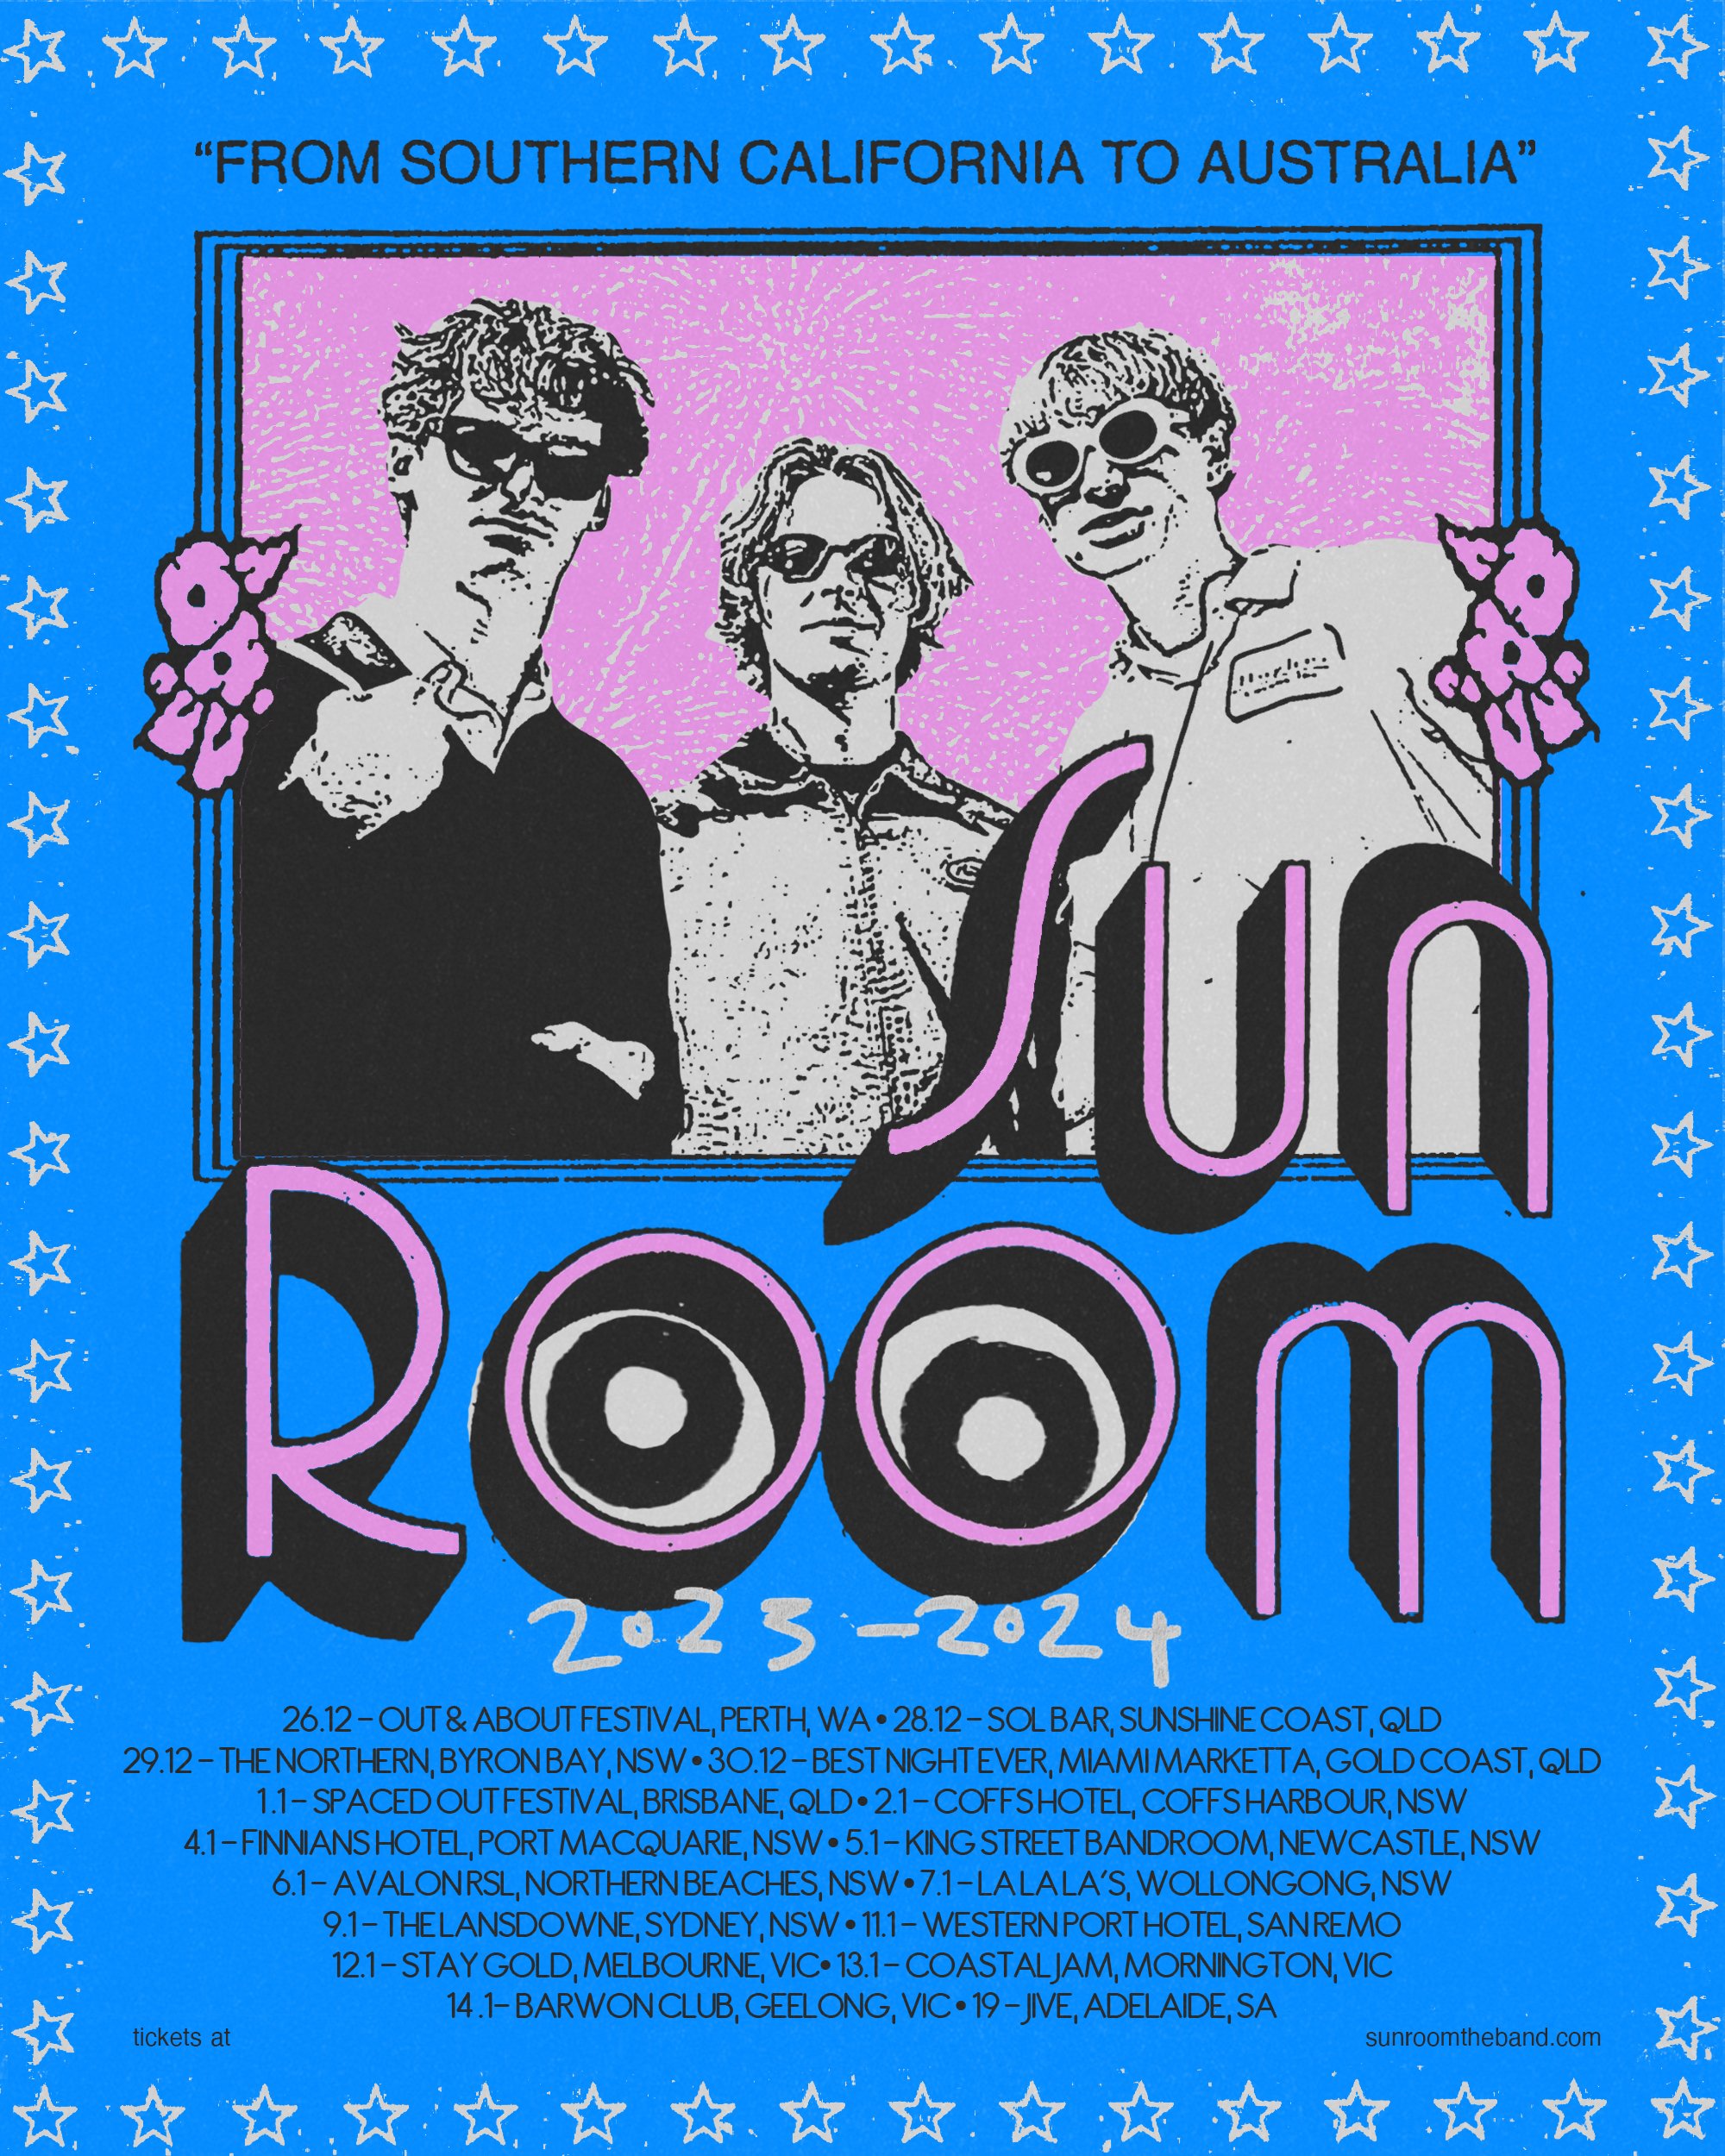 “FROM SOUTHERN CALIFORNIA TO AUSTRALIA”
Sun
Room
2023-2024
26.12 – OUT & ABOUT FESTIVAL, PERTH, WA • 28.12 – SOL BAR, SUNSHINE COAST, QLD
29.12 – THE NORTHERN, BYRON BAY, NSW • 30.12 – BEST NIGHT EVER, MIAMI MARKETTA, GOLD COAST, QLD
1.1 – SPACED OUT FESTIVAL, BRISBANE, QLD • 2.1 – COFFS HOTEL, COFFS HARBOUR, NSW
4.1 – FINNIANS HOTEL, PORT MACQUARIE, NSW • 5.1 – KING STREET BANDROOM, NEWCASTLE, NSW
6.1 – AVALON RSL, NORTHERN BEACHES, NSW • 7.1 – LA LA LA'S, WOLLONGONG, NSW
9.1 – THE LANSDOWNE, SYDNEY, NSW • 11.1 – WESTERN PORT HOTEL, SAN REMO
12.1 – STAY GOLD, MELBOURNE, VIC • 13.1 – COASTAL JAM, MORNINGTON, VIC
14.1 – BARWON CLUB, GEELONG, VIC • 19 – JIVE, ADELAIDE, SA
tickets at
sunroomtheband.com